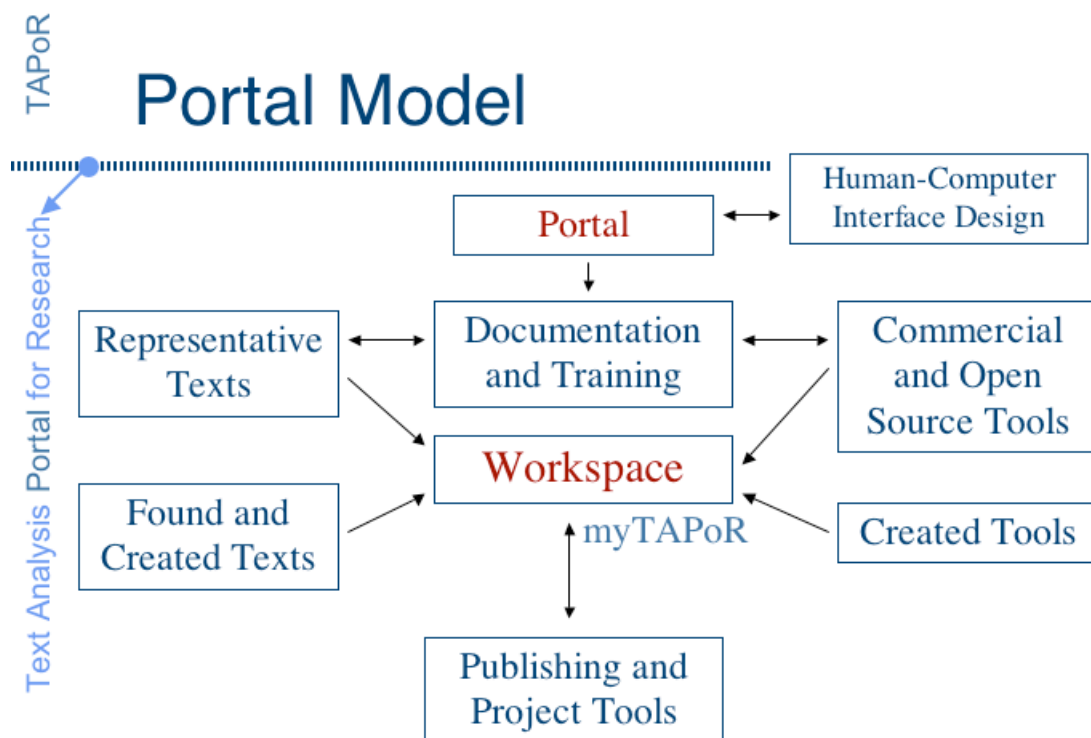 TAPoR
Portal Model
Text Analysis Portal for Research
Human-Computer
Interface Design
Portal
Representative
Texts
Documentation
and Training
Commercial
and Open
Source Tools
Workspace
Found and
Created Texts
myTAPoR
Created Tools
Publishing and
Project Tools